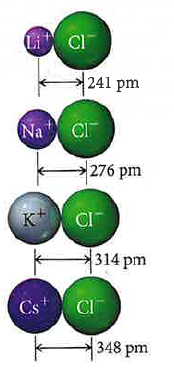 Li⁺ Cl⁻
241 pm
Na⁺ Cl⁻
276 pm
K⁺ Cl⁻
314 pm
Cs⁺ Cl⁻
348 pm